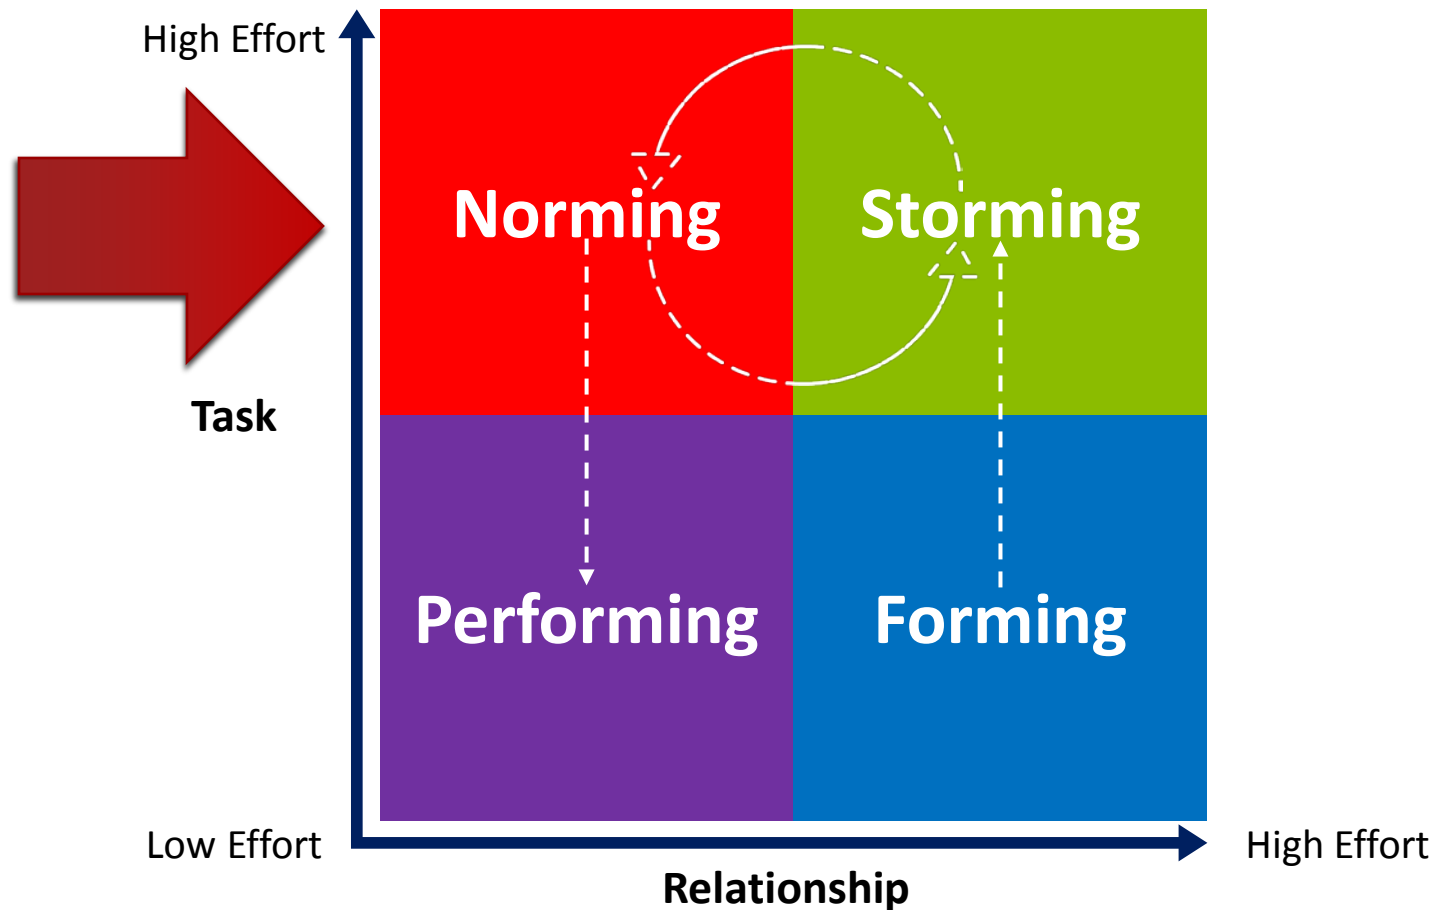 High Effort
Norming
Storming
Task
Performing
Forming
Low Effort
High Effort
Relationship